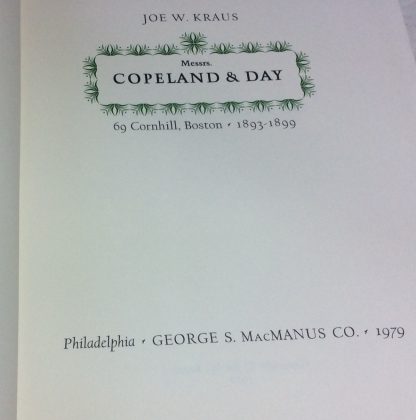 JOE W. KRAUS
Messrs.
COPELAND & DAY
69 Cornhill, Boston · 1893-1899
Philadelphia · GEORGE S. MACMANUS CO. · 1979